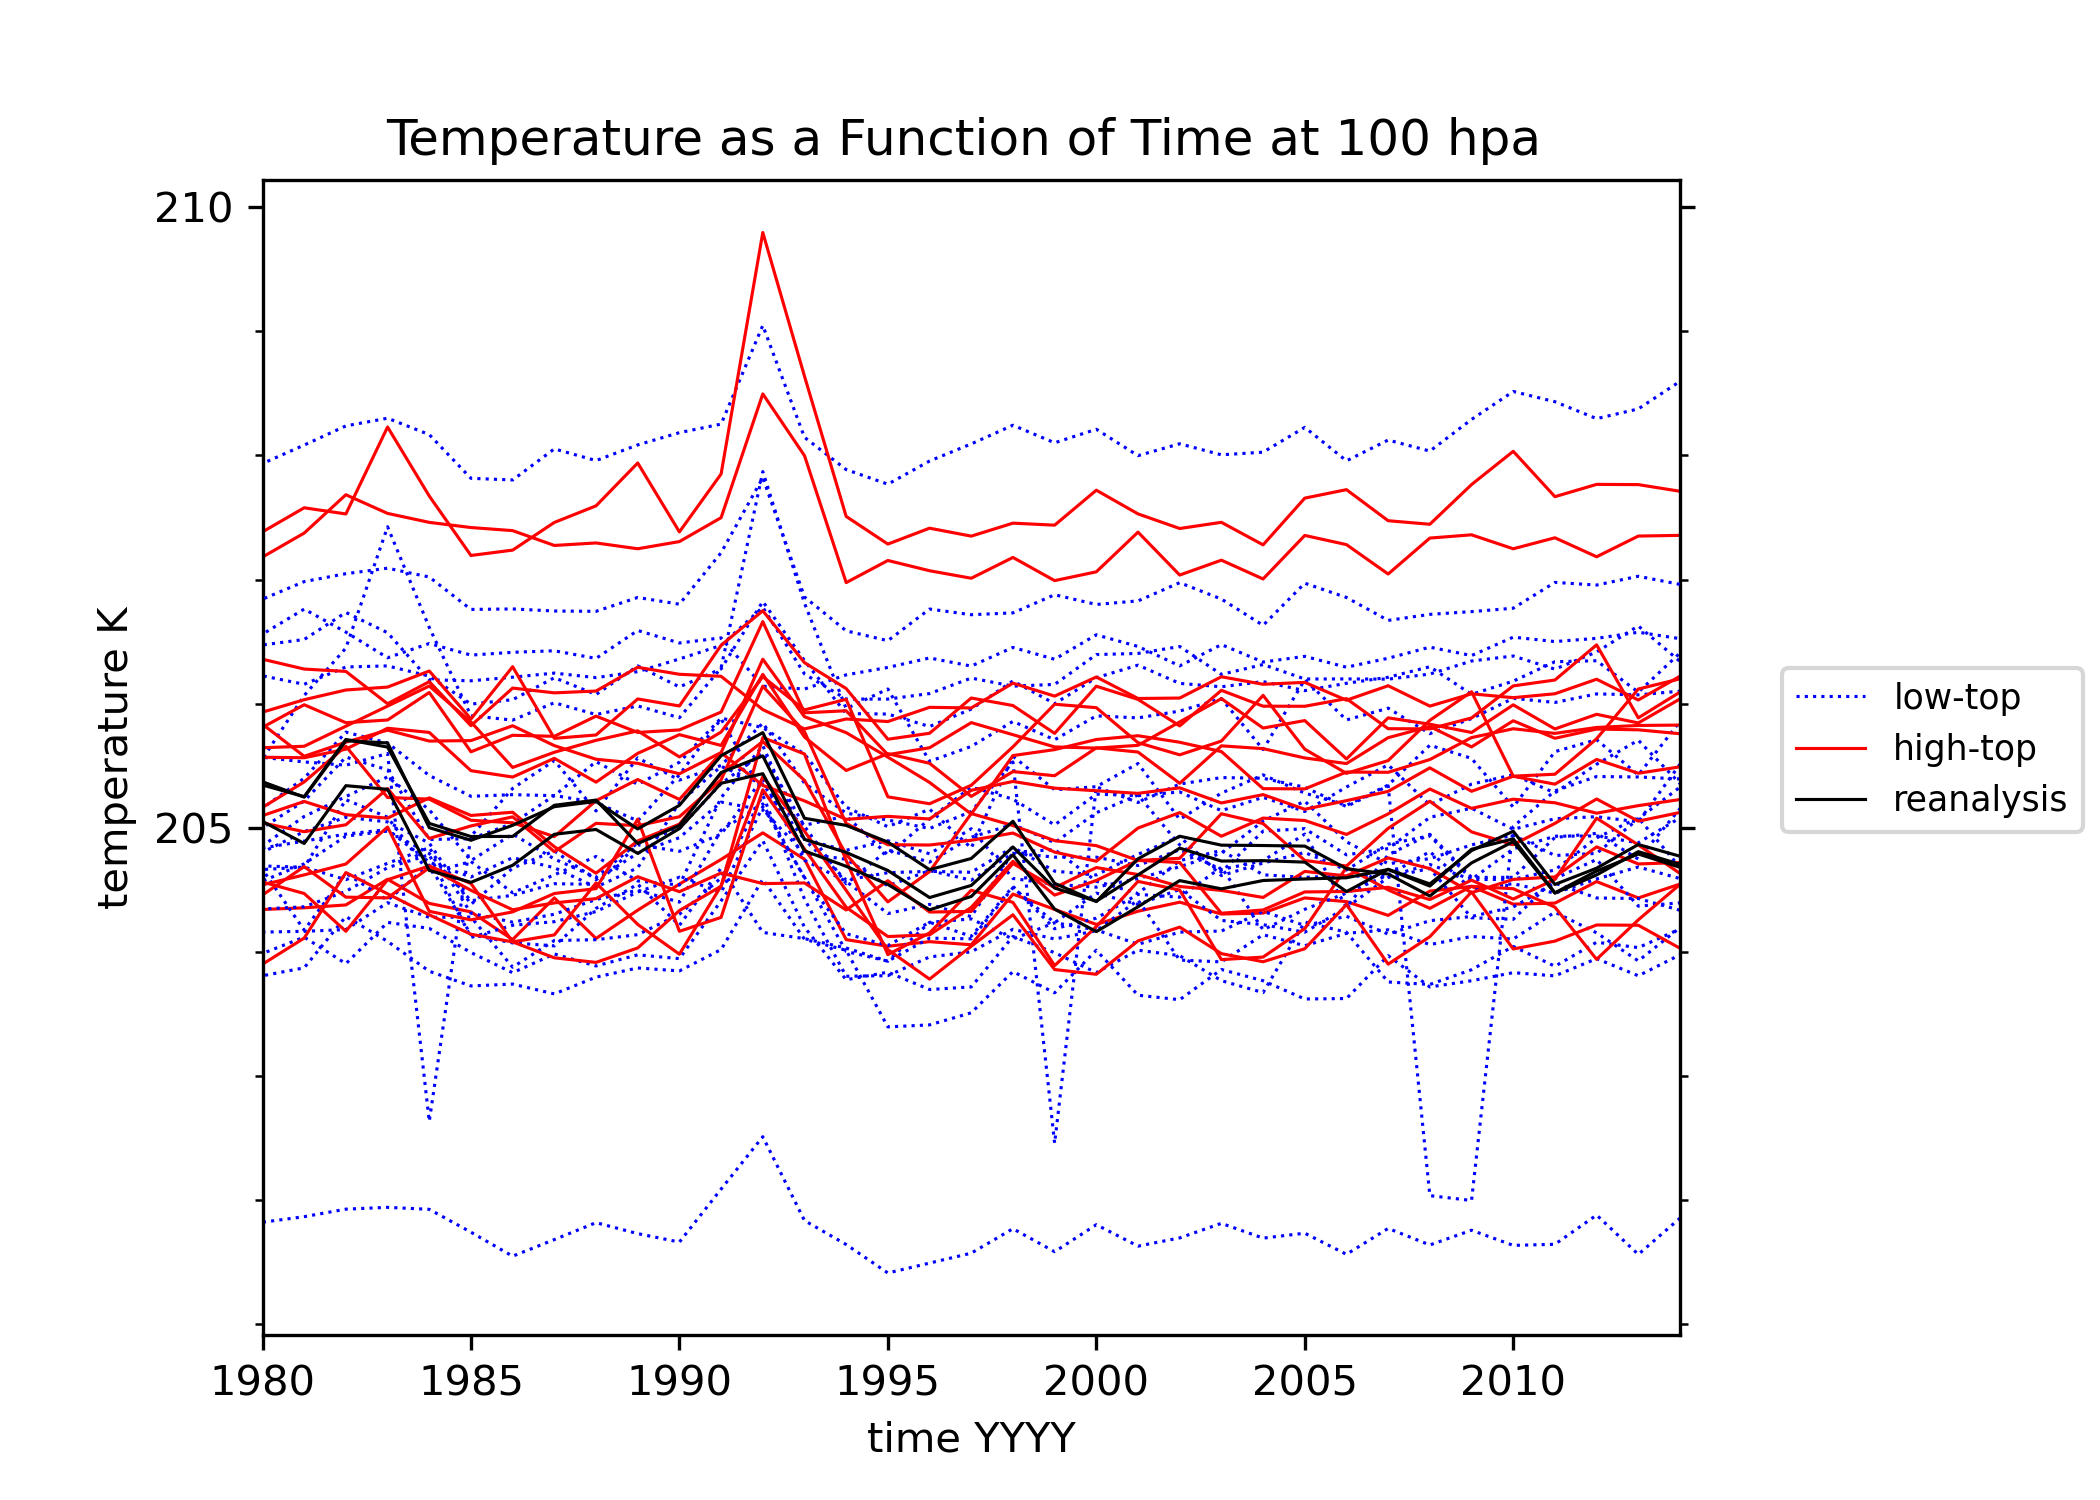 Temperature as a Function of Time at 100 hpa
210
205
temperature K
1980 1985 1990 1995 2000 2005 2010
time YYYY
low-top
high-top
reanalysis